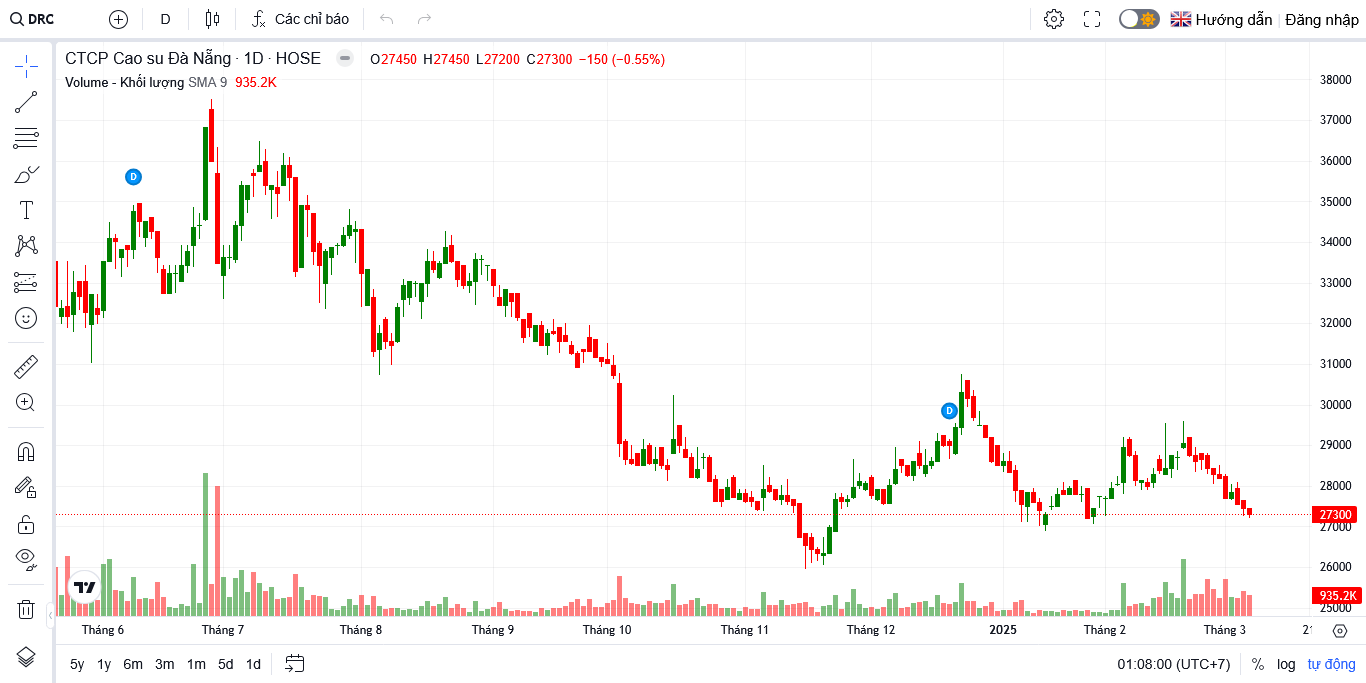 DRC D Các chỉ báo Hướng dẫn Đăng nhập
CTCP Cao su Đà Nẵng · 1D · HOSE O27450 H27450 L27200 C27300 −150 (−0.55%)
Volume - Khối lượng SMA 9 935.2K
D
D
38000
37000
36000
35000
34000
33000
32000
31000
30000
29000
28000
27300
27000
26000
935.2K
25000
Tháng 6 Tháng 7 Tháng 8 Tháng 9 Tháng 10 Tháng 11 Tháng 12 2025 Tháng 2 Tháng 3
5y 1y 6m 3m 1m 5d 1d 01:08:00 (UTC+7) % log tự động